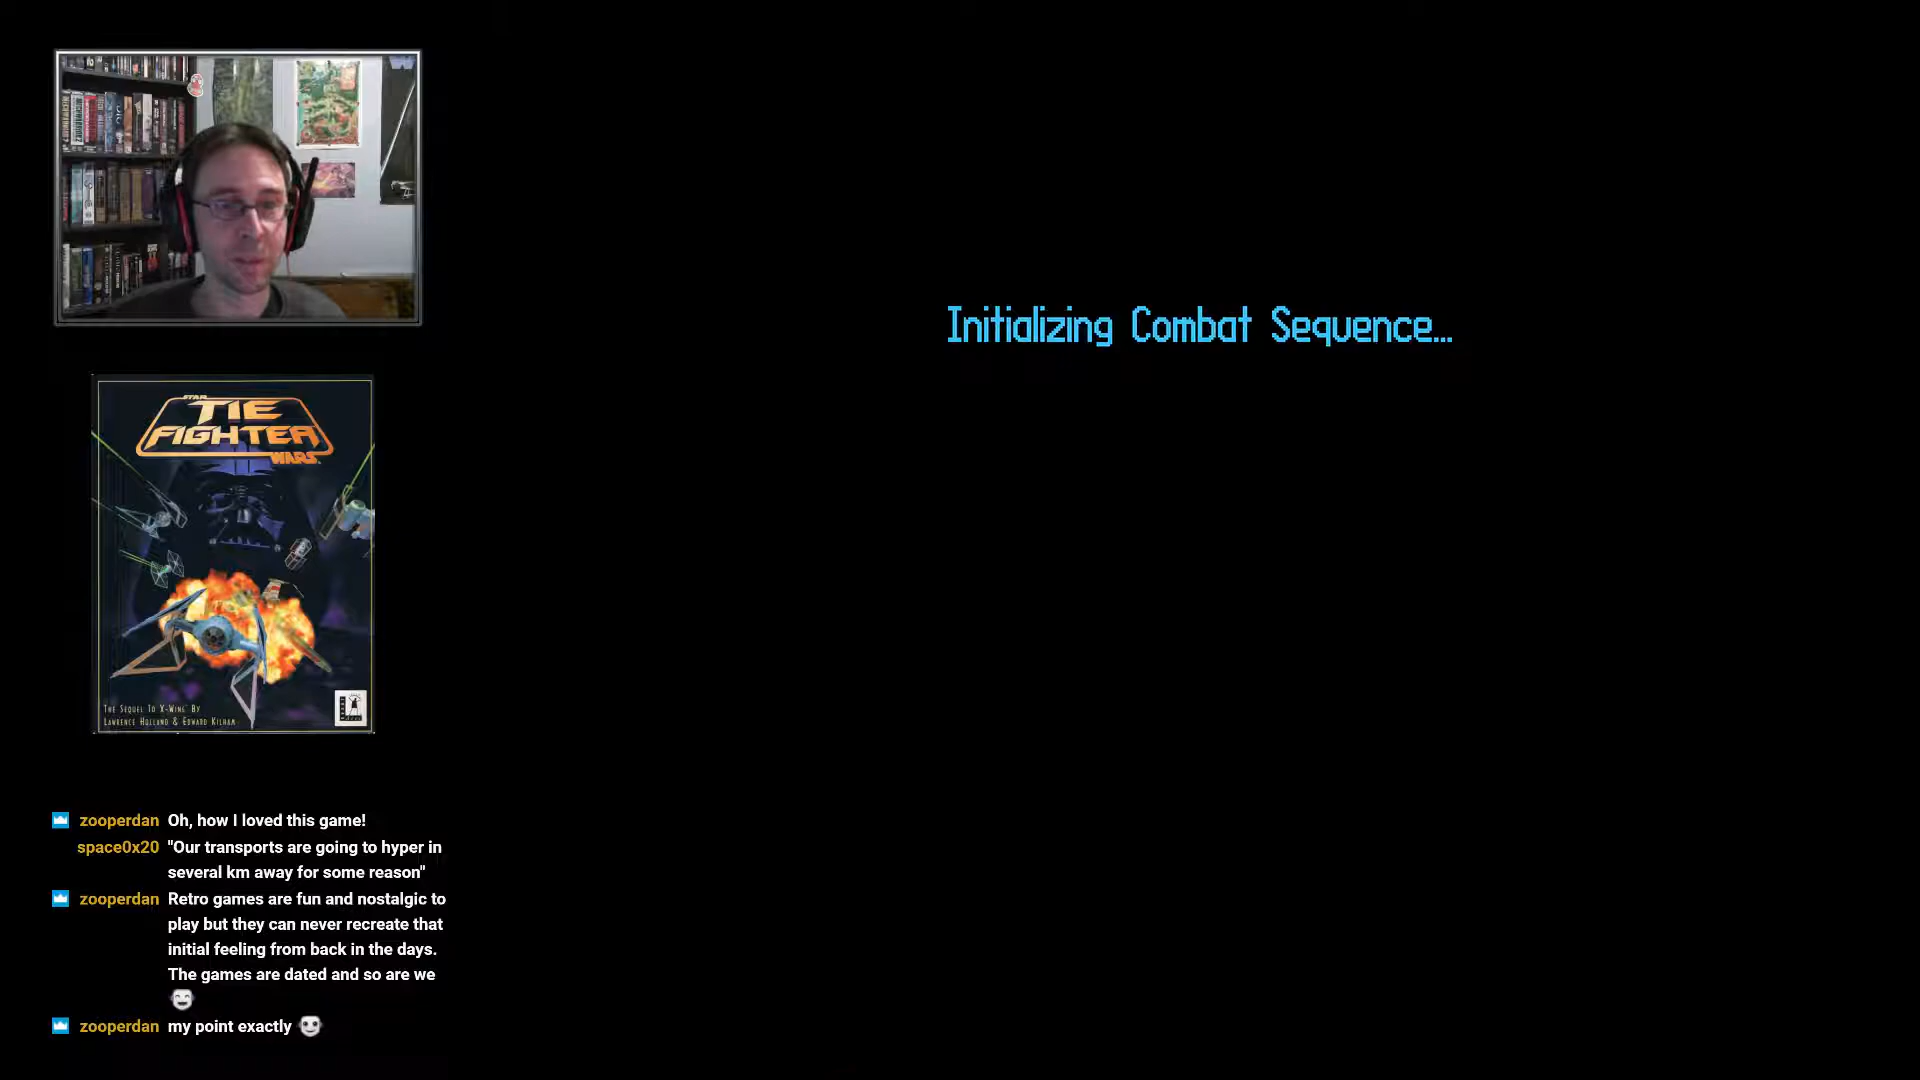 Initializing Combat Sequence...
STAR
TIE
FIGHTER
WARS
THE SEQUEL TO X-WING BY
LAWRENCE HOLLAND & EDWARD KILHAM
zooperdan Oh, how I loved this game!
space0x20 "Our transports are going to hyper in
several km away for some reason"
zooperdan Retro games are fun and nostalgic to
play but they can never recreate that
initial feeling from back in the days.
The games are dated and so are we
zooperdan my point exactly